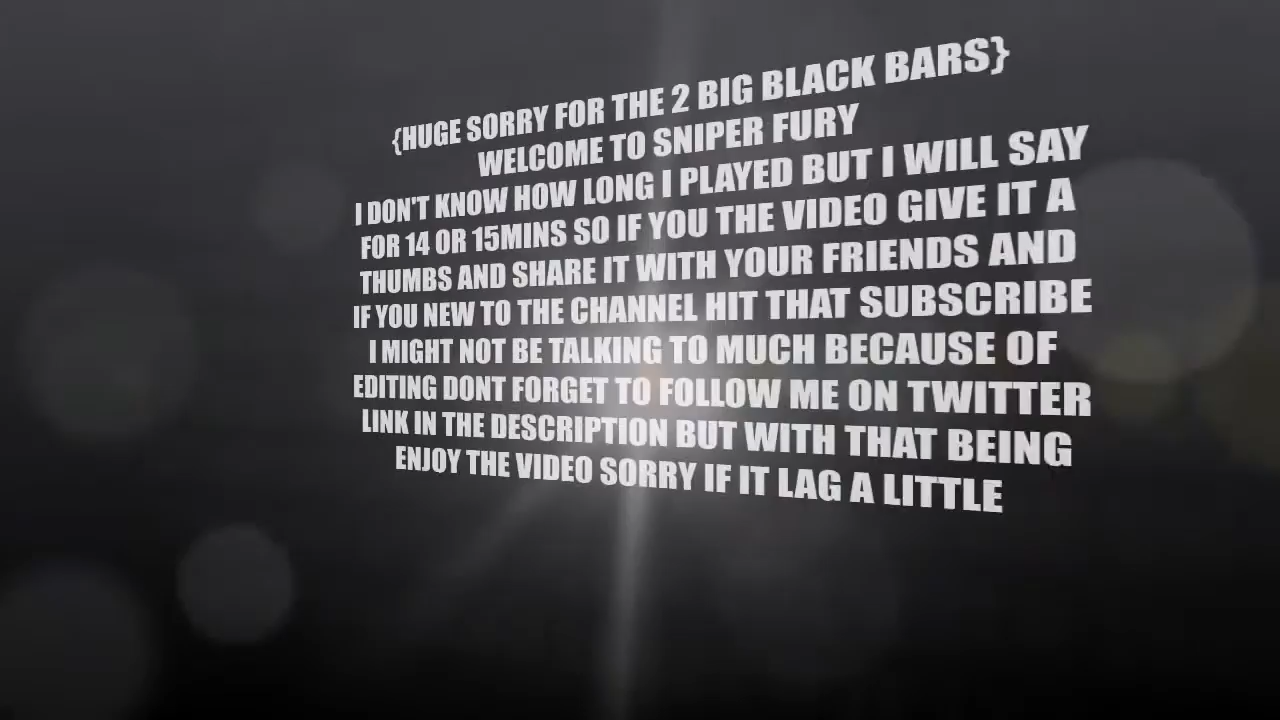 {HUGE SORRY FOR THE 2 BIG BLACK BARS}
WELCOME TO SNIPER FURY
I DON'T KNOW HOW LONG I PLAYED BUT I WILL SAY
FOR 14 OR 15MINS SO IF YOU THE VIDEO GIVE IT A
THUMBS AND SHARE IT WITH YOUR FRIENDS AND
IF YOU NEW TO THE CHANNEL HIT THAT SUBSCRIBE
I MIGHT NOT BE TALKING TO MUCH BECAUSE OF
EDITING DONT FORGET TO FOLLOW ME ON TWITTER
LINK IN THE DESCRIPTION BUT WITH THAT BEING
ENJOY THE VIDEO SORRY IF IT LAG A LITTLE